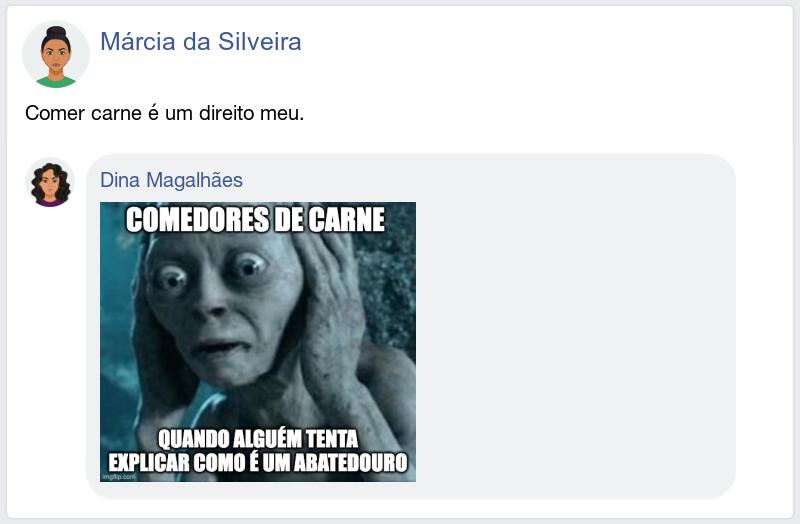 Márcia da Silveira
Comer carne é um direito meu.
Dina Magalhães
COMEDORES DE CARNE
QUANDO ALGUÉM TENTA
EXPLICAR COMO É UM ABATEDOURO
imgflip.com